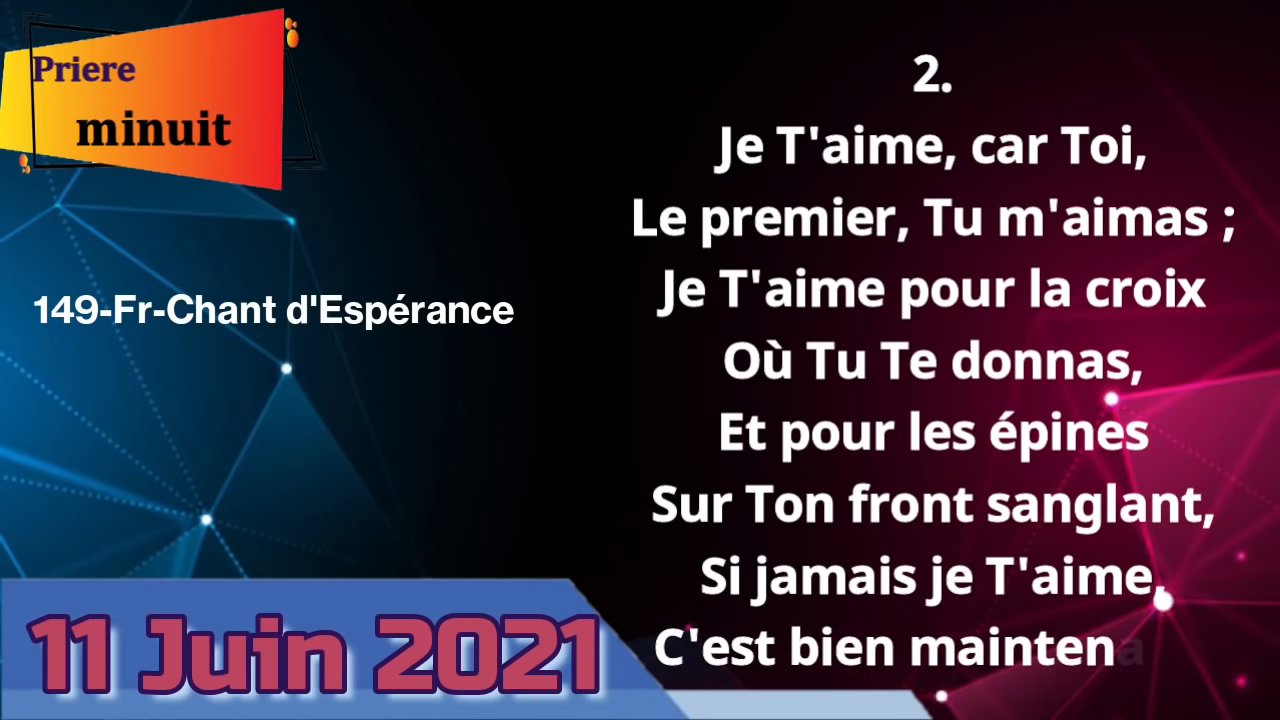 Priere
minuit
149-Fr-Chant d'Espérance
11 Juin 2021
2.
Je T'aime, car Toi,
Le premier, Tu m'aimas ;
Je T'aime pour la croix
Où Tu Te donnas,
Et pour les épines
Sur Ton front sanglant,
Si jamais je T'aime,
C'est bien maintena